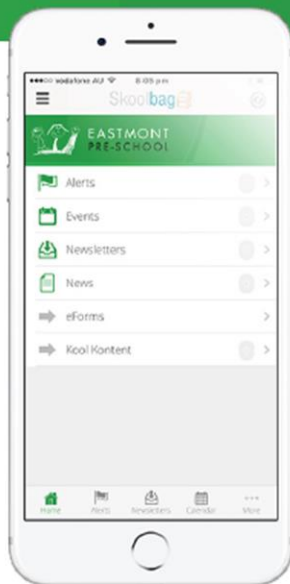 vodafone AU 8:05 pm
Skoolbag
EASTMONT
PRE-SCHOOL
Alerts
Events
Newsletters
News
eForms
Kool Kontent
Home Alerts Newsletters Calendar More